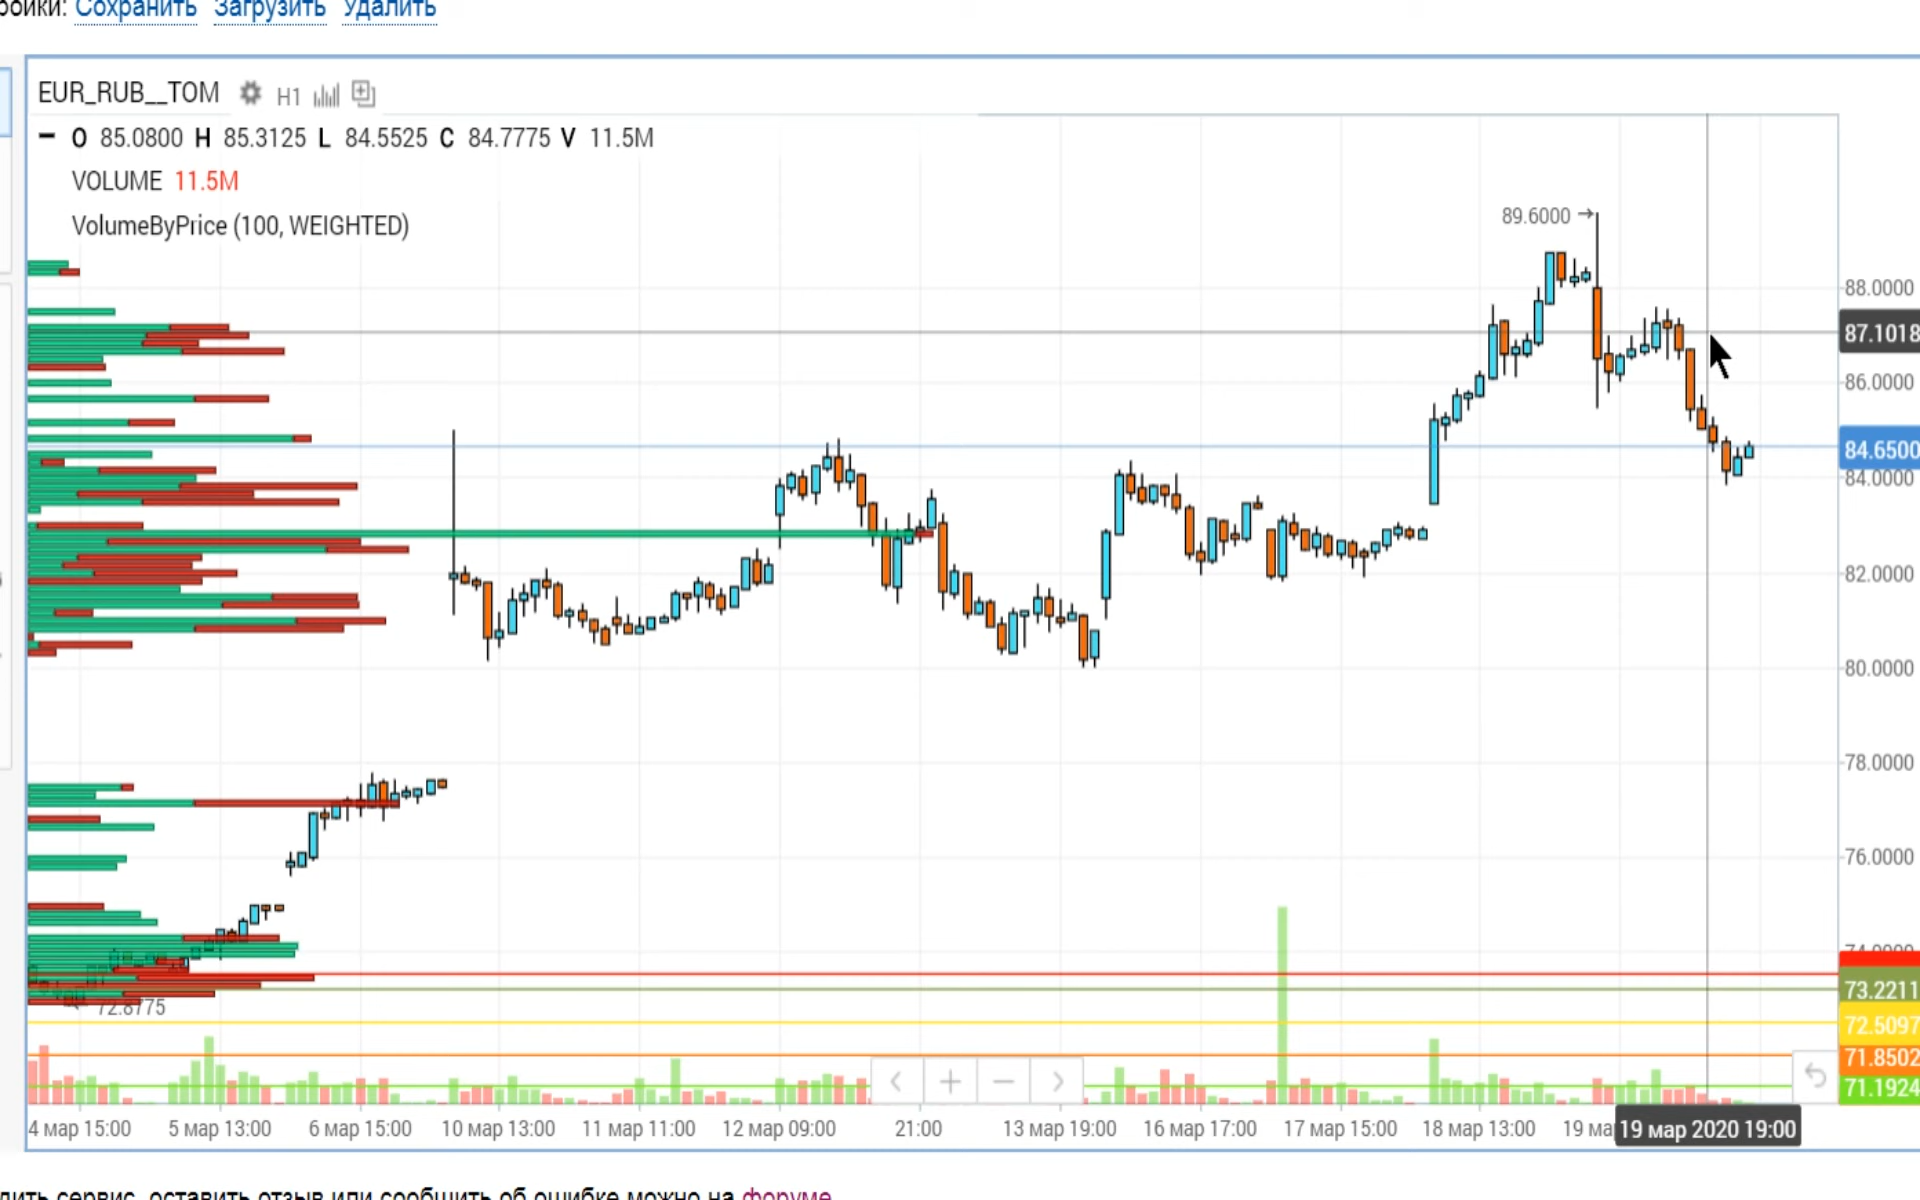 ройки: Сохранить Загрузить Удалить
EUR_RUB__TOM H1
O 85.0800 H 85.3125 L 84.5525 C 84.7775 V 11.5M
VOLUME 11.5M
VolumeByPrice (100, WEIGHTED)
89.6000
88.0000
87.1018
86.0000
84.6500
84.0000
82.0000
80.0000
78.0000
76.0000
74.0000
73.2211
72.8775
72.5097
71.8502
71.1924
4 мар 15:00 5 мар 13:00 6 мар 15:00 10 мар 13:00 11 мар 11:00 12 мар 09:00 21:00 13 мар 19:00 16 мар 17:00 17 мар 15:00 18 мар 13:00 19 ма 19 мар 2020 19:00
дить сервис, оставить отзыв или сообщить об ошибке можно на форуме